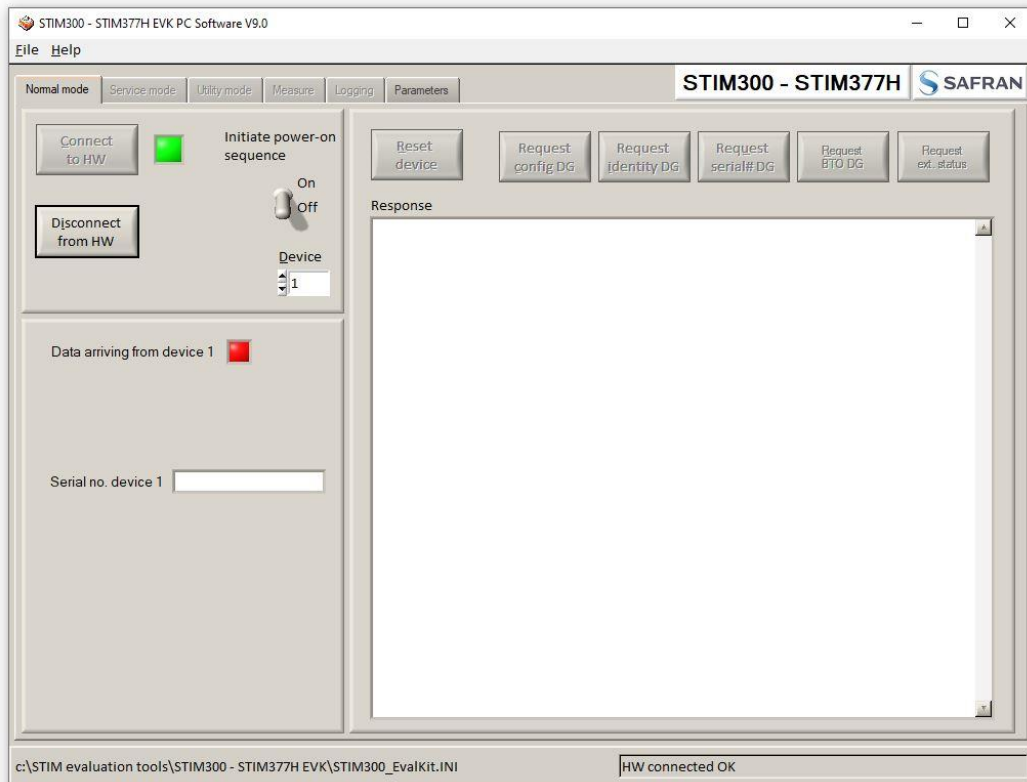 STIM300 - STIM377H EVK PC Software V9.0
File Help
Normal mode
Service mode
Utility mode
Measure
Logging
Parameters
STIM300 - STIM377H
SAFRAN
Connect
to HW
Initiate power-on
sequence
On
Off
Disconnect
from HW
Device
1
Reset
device
Request
config DG
Request
identity DG
Request
serial# DG
Request
BTO DG
Request
ext. status
Response
Data arriving from device 1
Serial no. device 1
c:\STIM evaluation tools\STIM300 - STIM377H EVK\STIM300_EvalKit.INI
HW connected OK